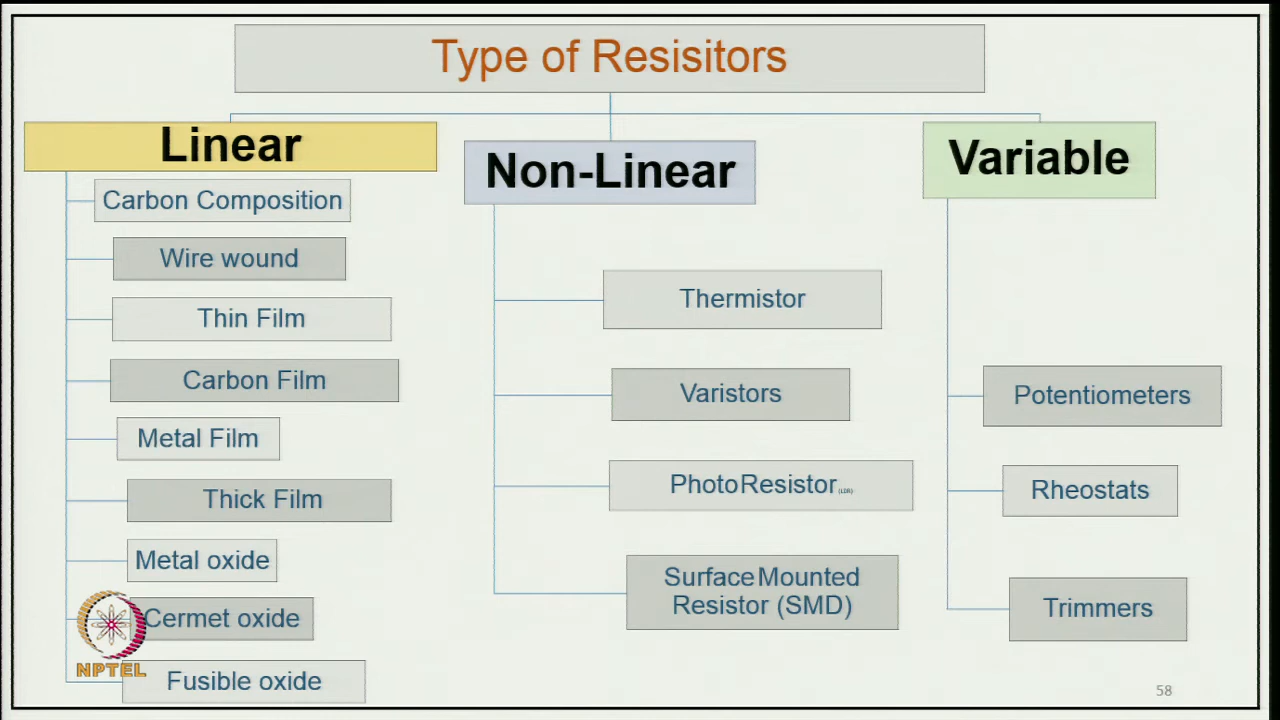 Type of Resisitors
Linear
Carbon Composition
Wire wound
Thin Film
Carbon Film
Metal Film
Thick Film
Metal oxide
Cermet oxide
Fusible oxide
Non-Linear
Thermistor
Varistors
PhotoResistor(LDR)
Surface Mounted
Resistor (SMD)
Variable
Potentiometers
Rheostats
Trimmers
NPTEL
58